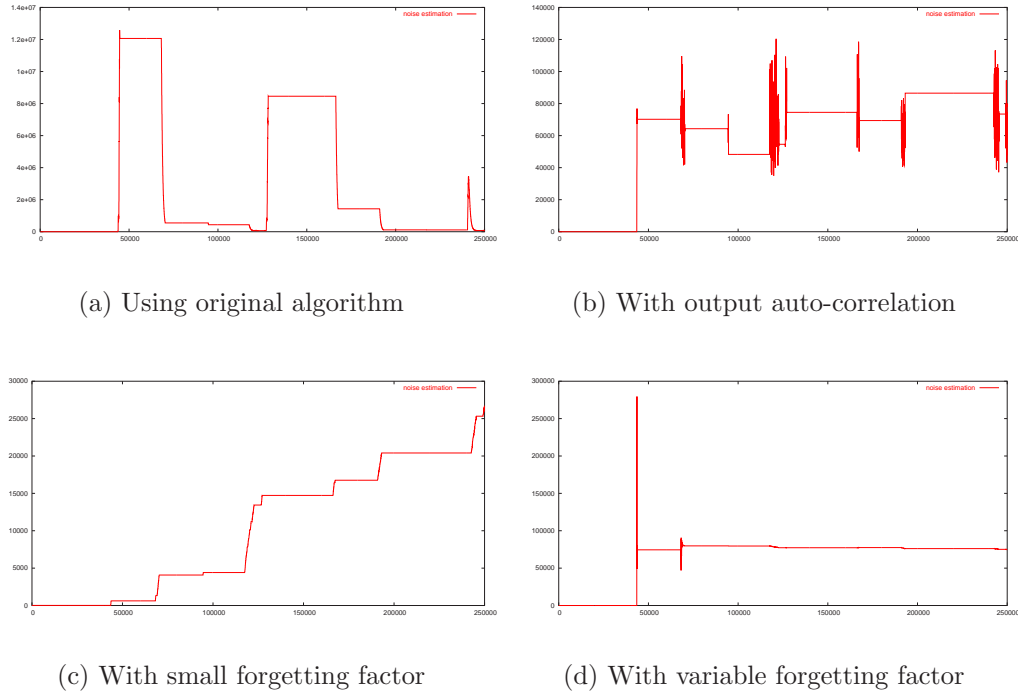 noise estimation
1.4e+07
1.2e+07
1e+07
8e+06
6e+06
4e+06
2e+06
0
0 50000 100000 150000 200000 250000
(a) Using original algorithm
noise estimation
140000
120000
100000
80000
60000
40000
20000
0
0 50000 100000 150000 200000 250000
(b) With output auto-correlation
noise estimation
30000
25000
20000
15000
10000
5000
0
0 50000 100000 150000 200000 250000
(c) With small forgetting factor
noise estimation
300000
250000
200000
150000
100000
50000
0
0 50000 100000 150000 200000 250000
(d) With variable forgetting factor